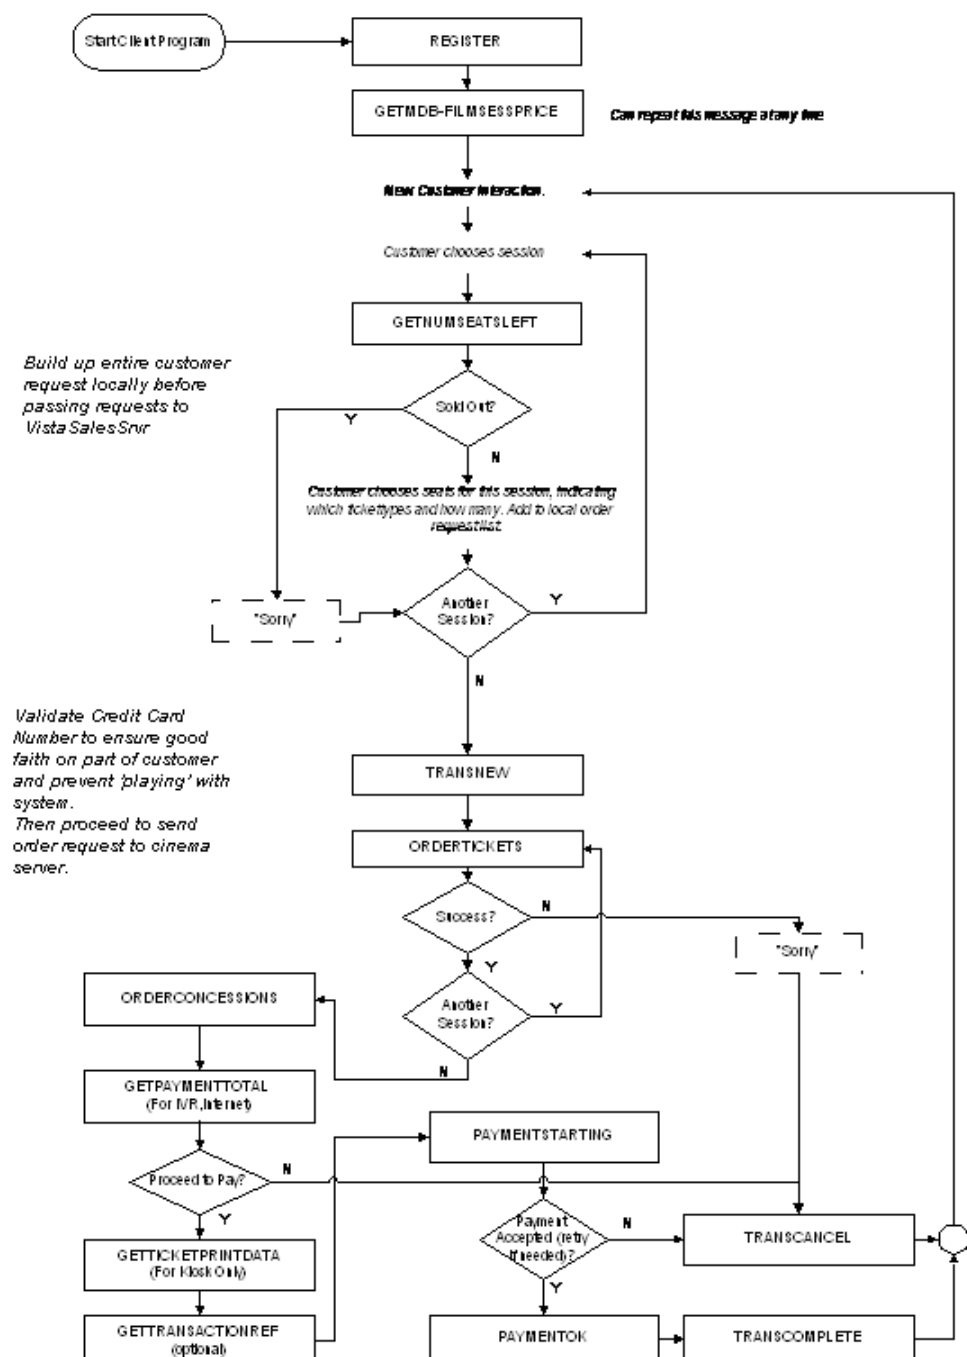 Start Client Program
REGISTER
GETMDB-FILMSESSPRICE
Can repeat this message at any time
New Customer Interaction.
Customer chooses session
GETNUMSEATSLEFT
Build up entire customer
request locally before
passing requests to
VistaSalesSrvr
Sold Out?
Y
N
Customer chooses seats for this session, indicating
which ticket types and how many. Add to local order
request list.
"Sorry"
Another
Session?
Y
N
Validate Credit Card
Number to ensure good
faith on part of customer
and prevent 'playing' with
system.
Then proceed to send
order request to cinema
server.
TRANSNEW
ORDERTICKETS
Success?
N
Y
"Sorry"
ORDERCONCESSIONS
Another
Session?
Y
N
GETPAYMENTTOTAL
(For IVR,Internet)
PAYMENTSTARTING
Proceed to Pay?
N
Y
Payment
Accepted (retry
if needed)?
N
Y
TRANSCANCEL
GETTICKETPRINTDATA
(For Kiosk Only)
GETTRANSACTIONREF
(optional)
PAYMENTOK
TRANSCOMPLETE